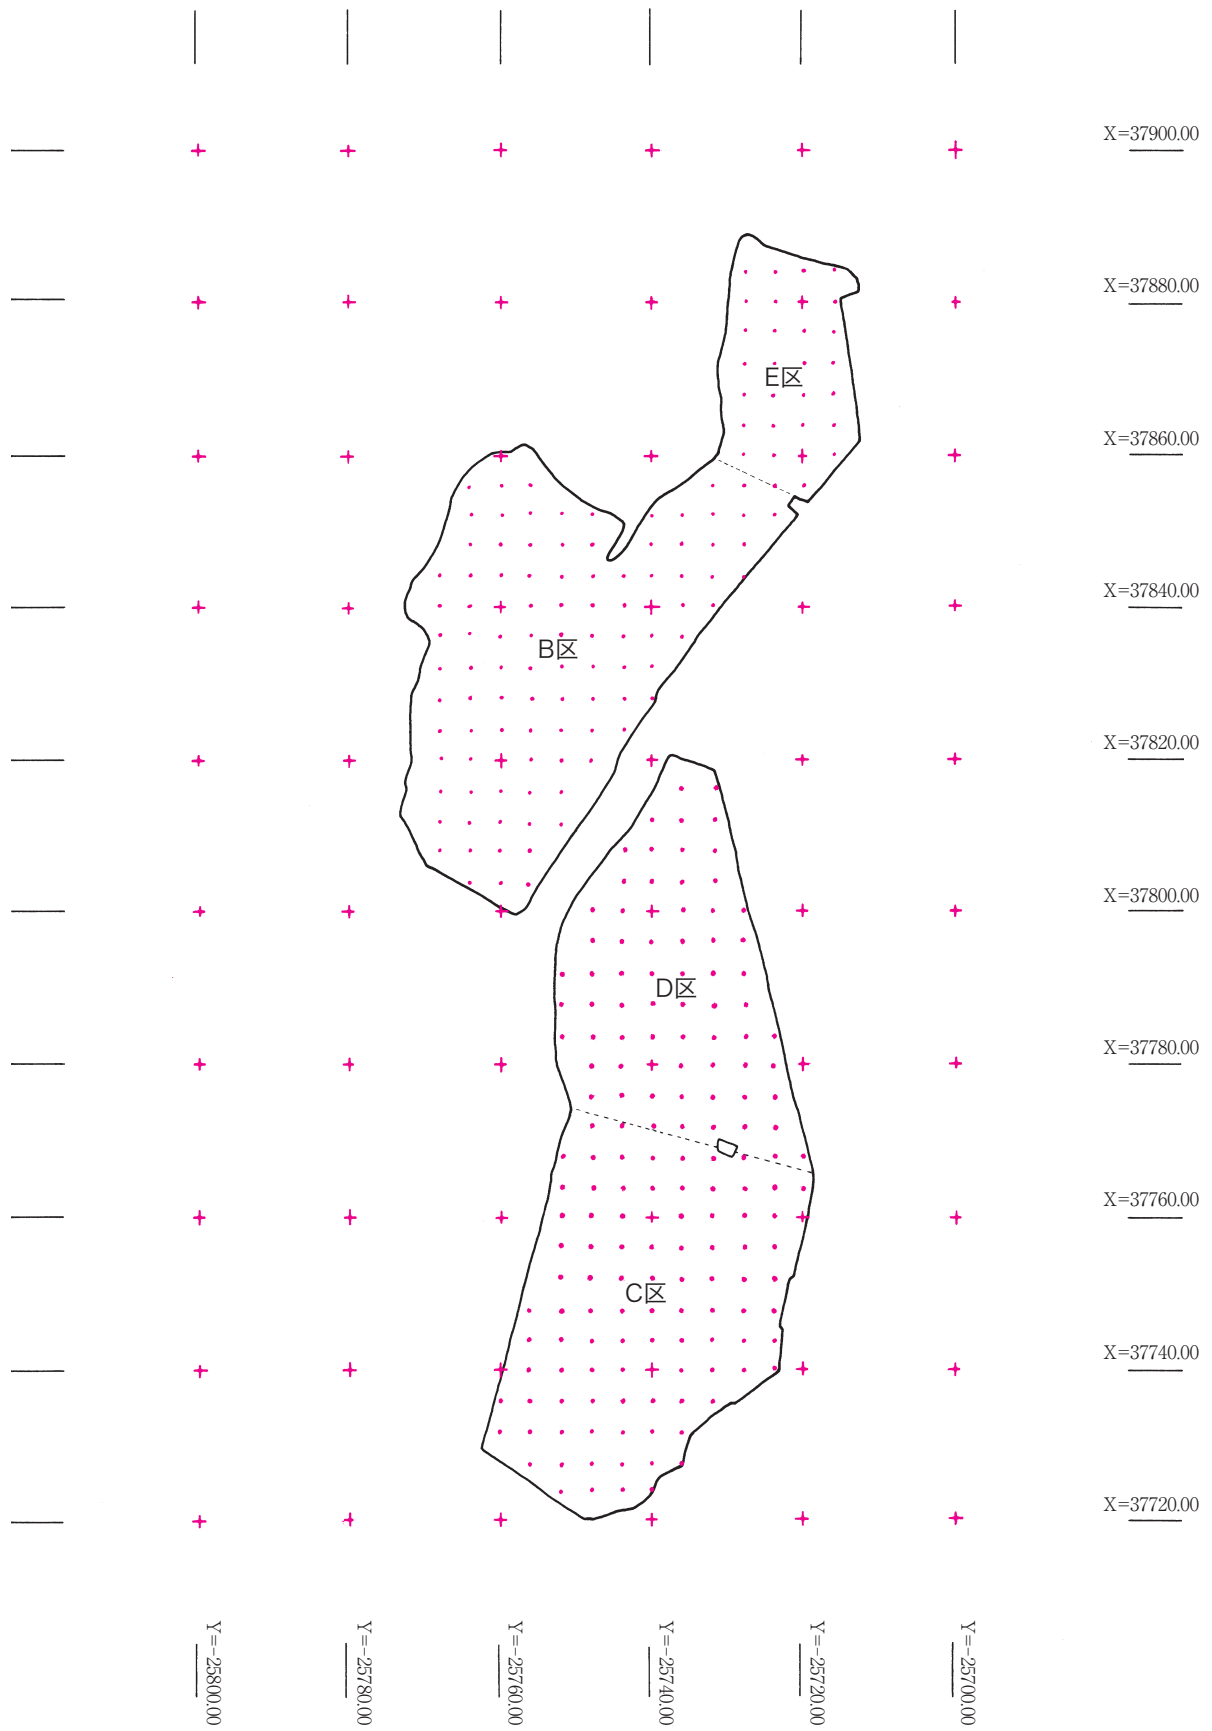 X=37900.00
X=37880.00
E区
X=37860.00
X=37840.00
B区
X=37820.00
X=37800.00
D区
X=37780.00
X=37760.00
C区
X=37740.00
X=37720.00
Y=-25800.00
Y=-25780.00
Y=-25760.00
Y=-25740.00
Y=-25720.00
Y=-25700.00